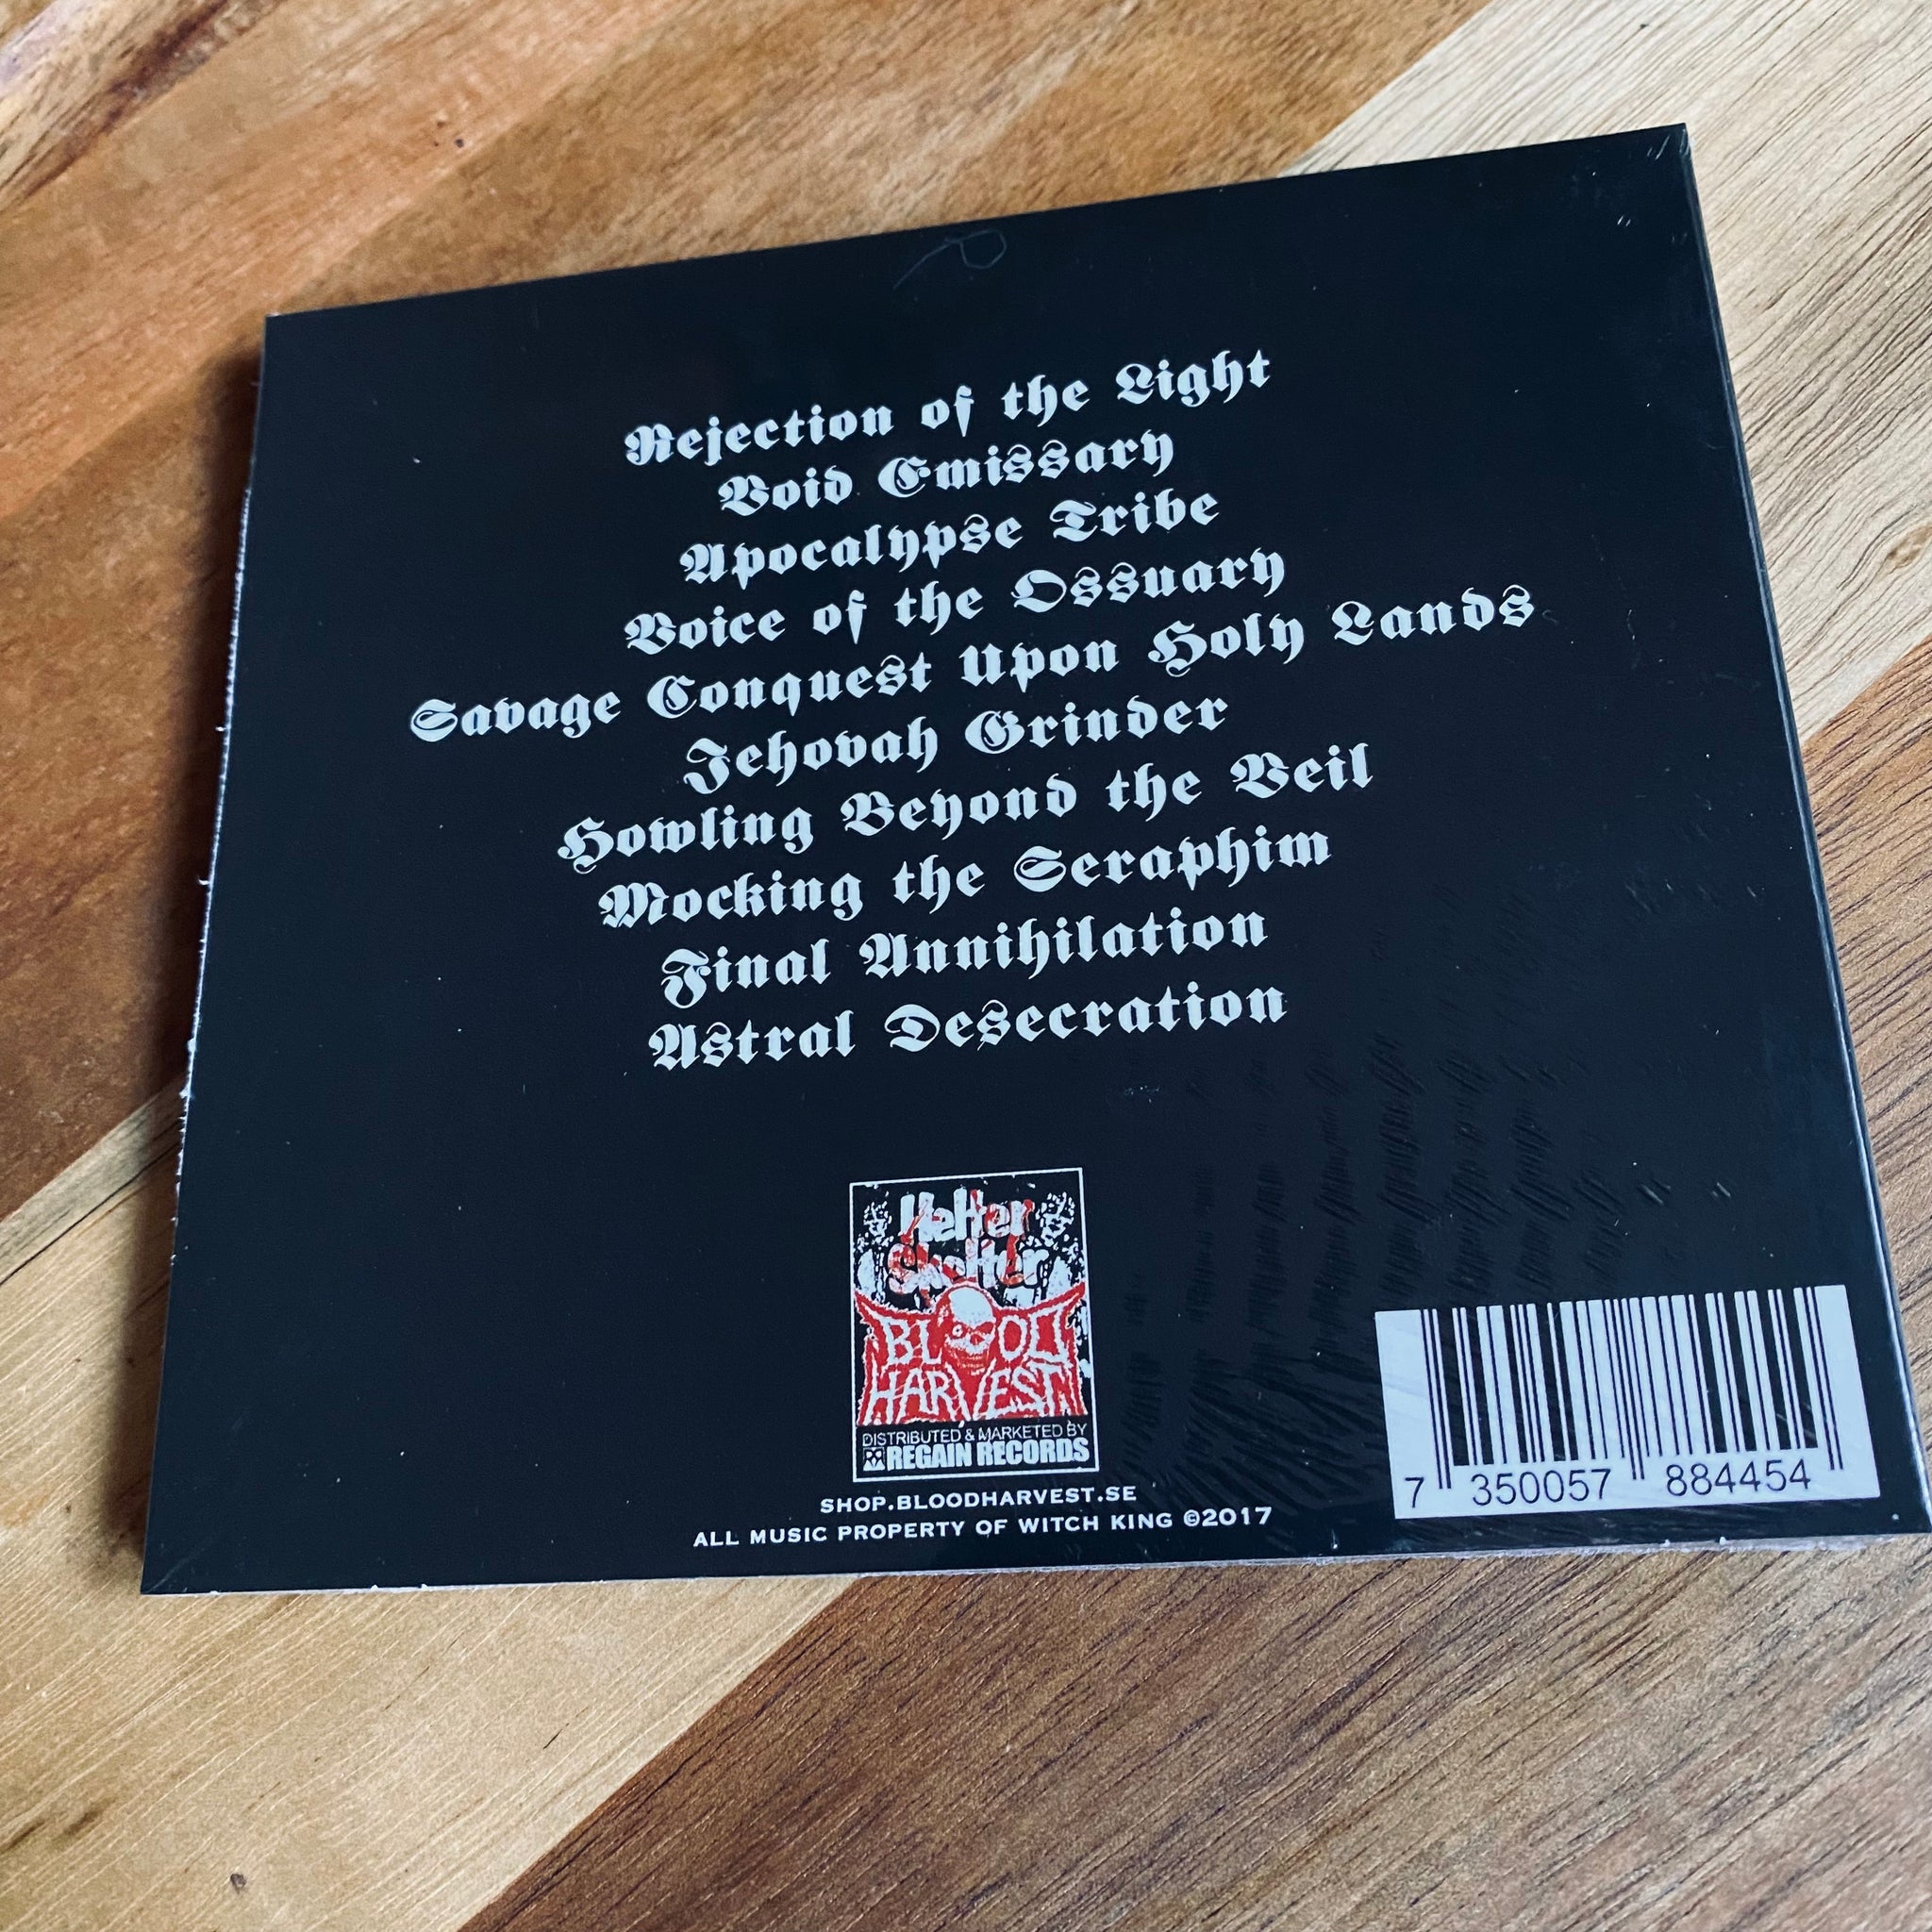 Rejection of the Light
Void Emissary
Apocalypse Tribe
Voice of the Ossuary
Savage Conquest Upon Holy Lands
Jehovah Grinder
Howling Beyond the Veil
Mocking the Seraphim
Final Annihilation
Astral Desecration
Helter
Skelter
BLOOD
HARVEST
DISTRIBUTED & MARKETED BY
REGAIN RECORDS
SHOP.BLOODHARVEST.SE
ALL MUSIC PROPERTY OF WITCH KING ©2017
7 350057 884454